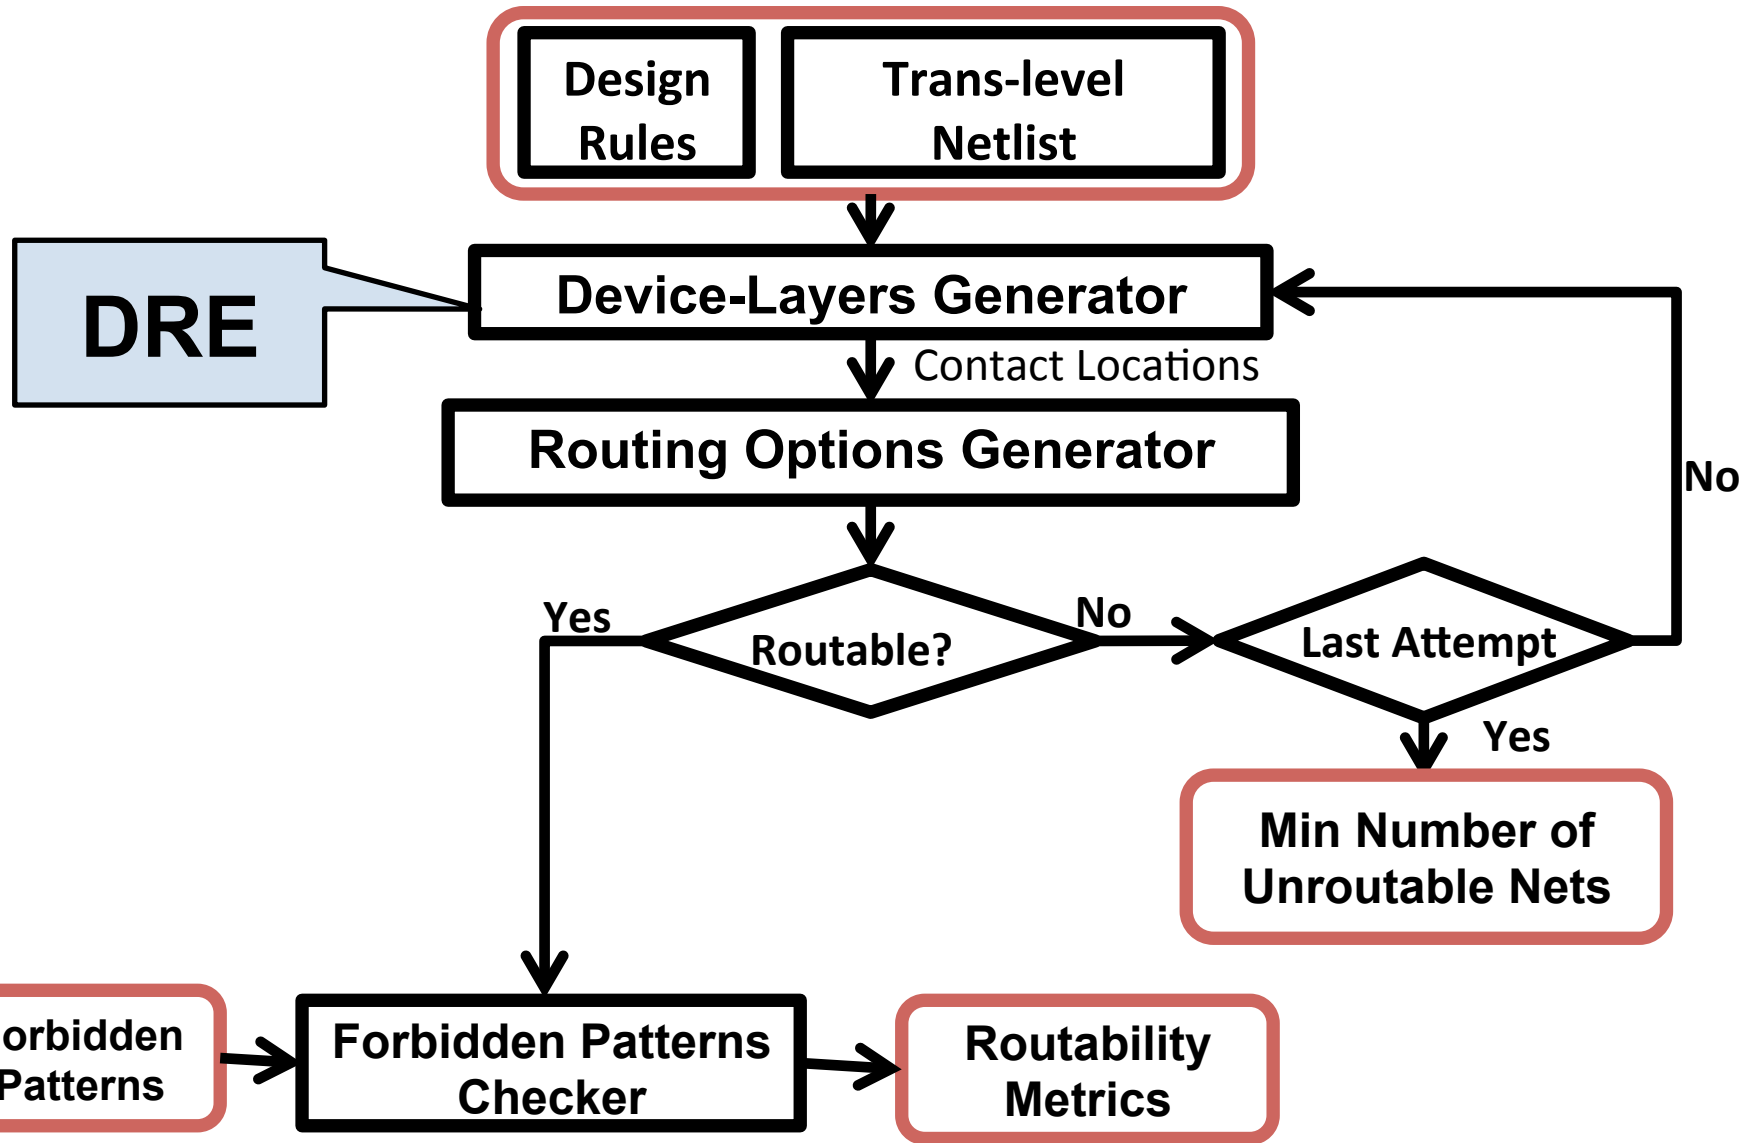 Design
Rules
Trans-level
Netlist
DRE
Device-Layers Generator
Contact Locations
Routing Options Generator
No
Yes
Routable?
No
Last Attempt
Yes
Min Number of
Unroutable Nets
orbidden
Patterns
Forbidden Patterns
Checker
Routability
Metrics